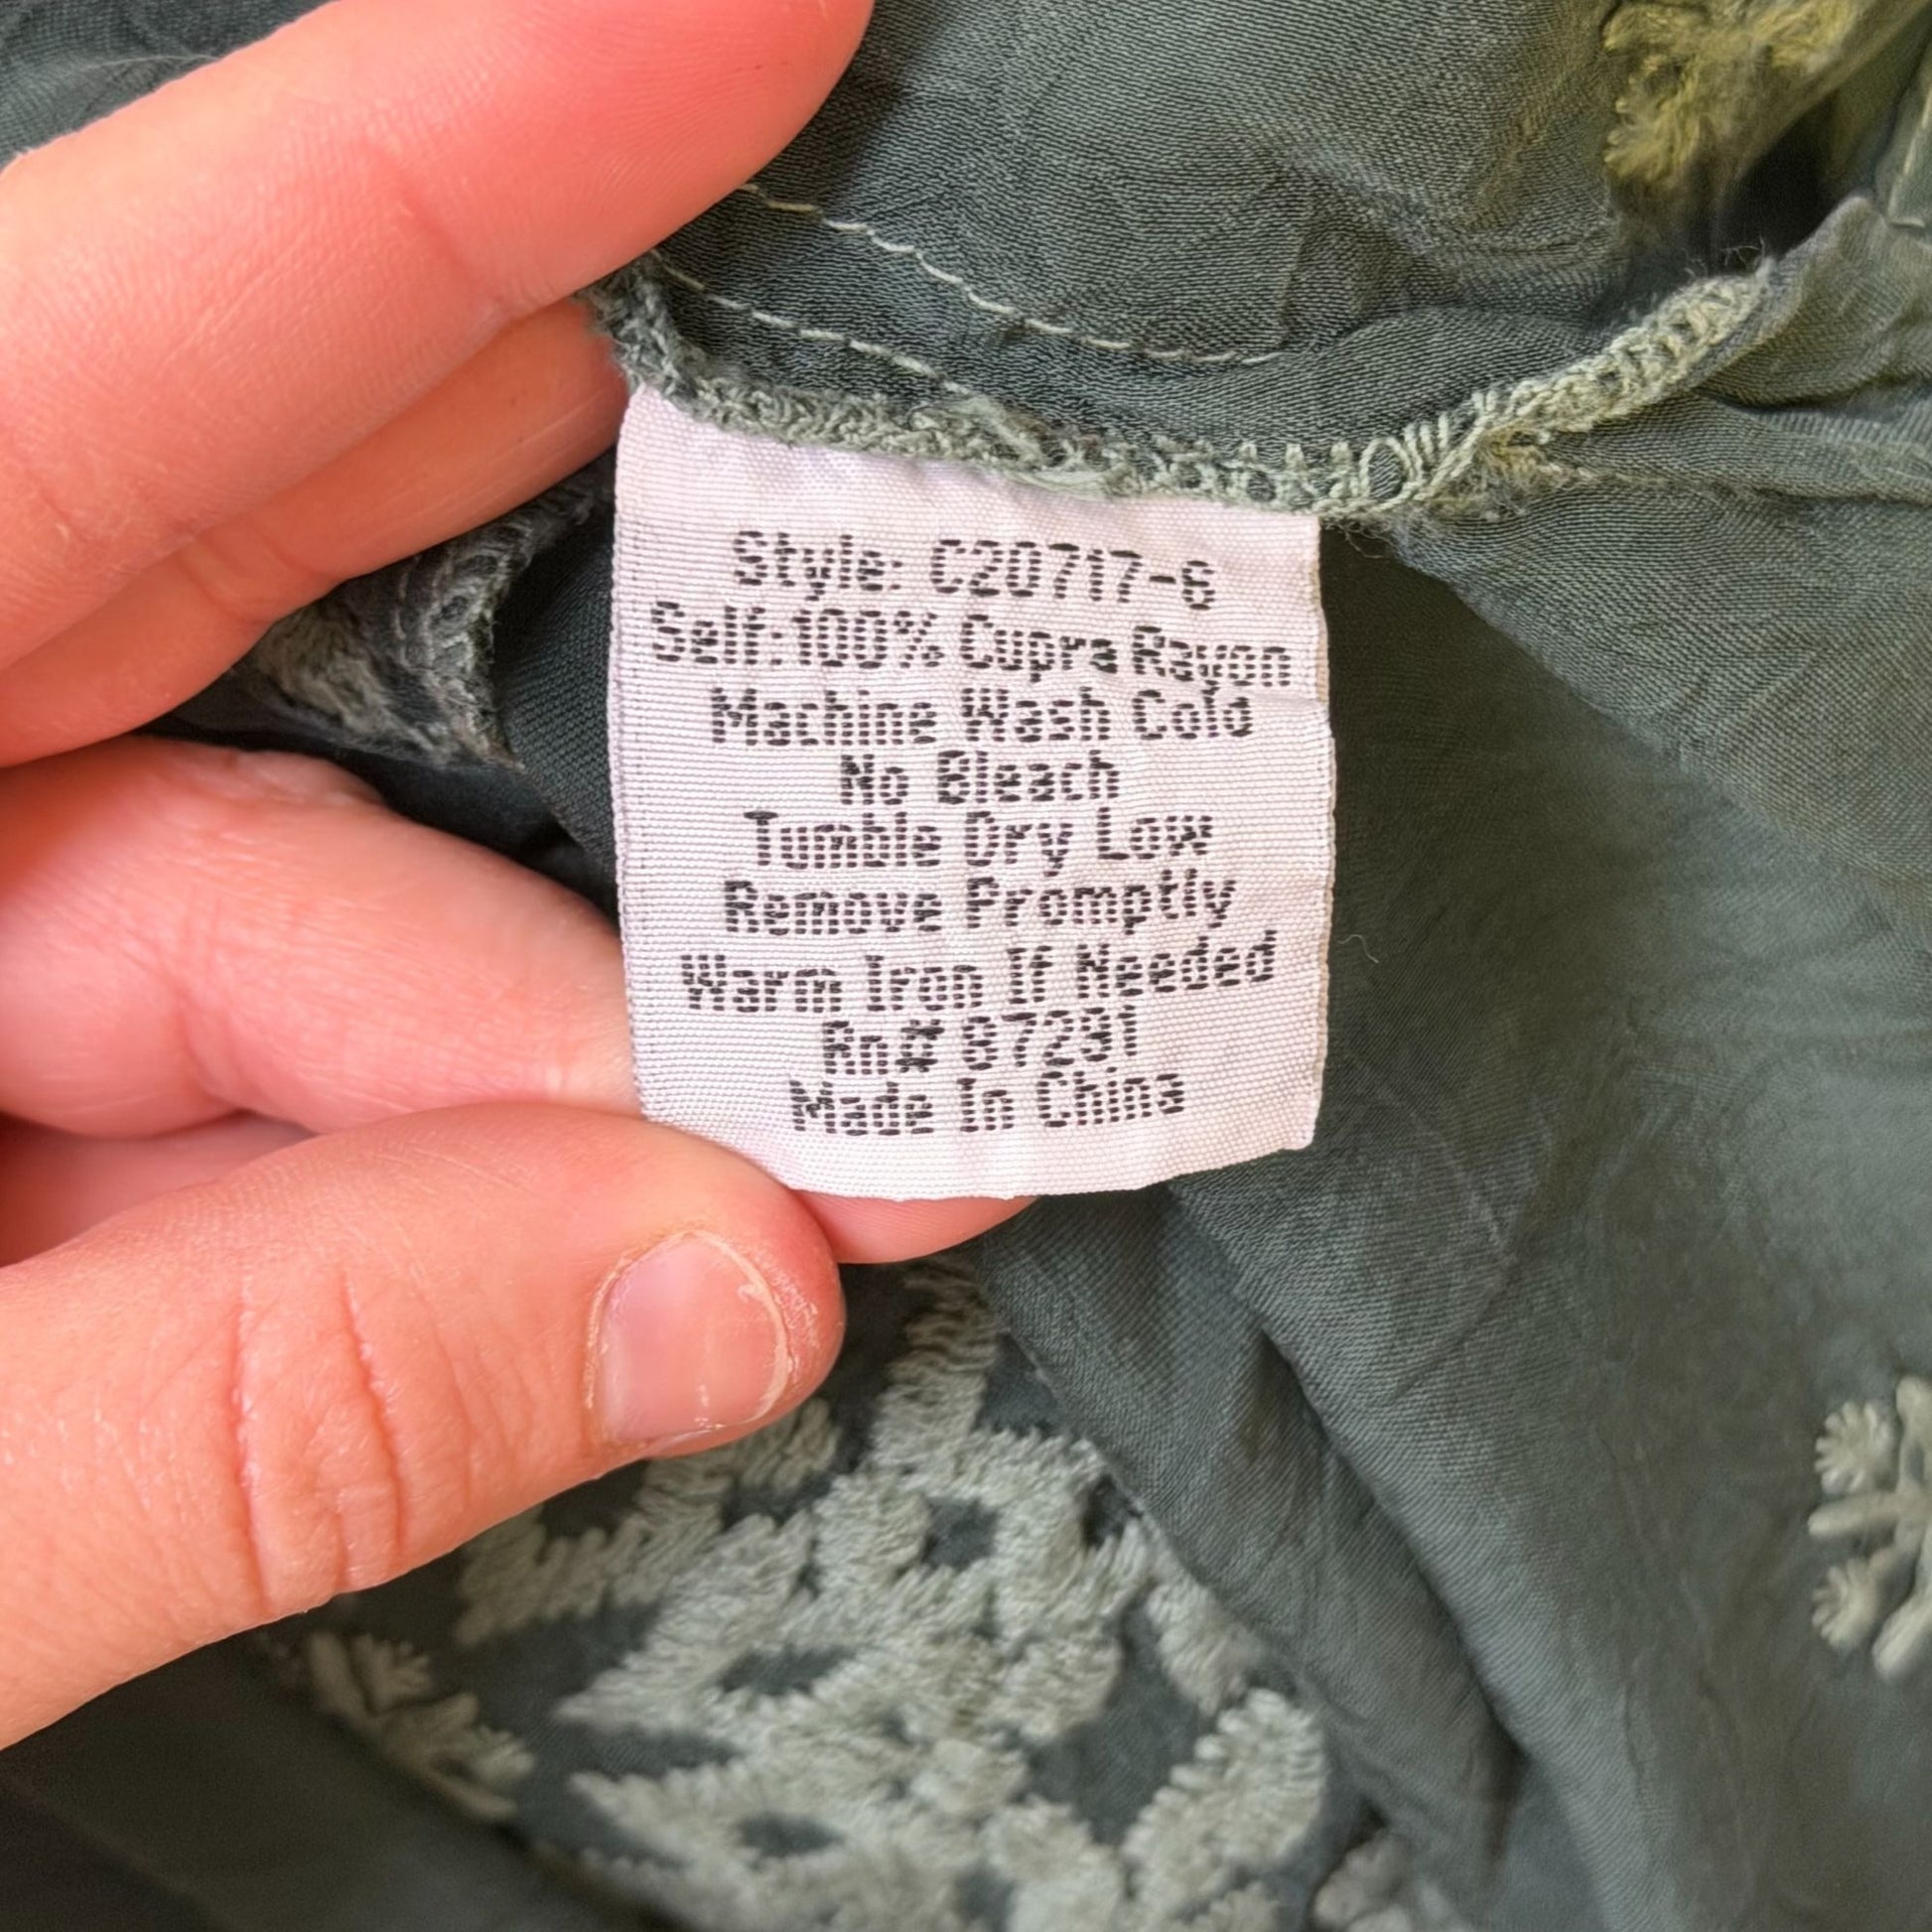 Style: C20717-6
Self:100% Cupra Rayon
Machine Wash Cold
No Bleach
Tumble Dry Low
Remove Promptly
Warm Iron If Needed
Rn# 87291
Made In China